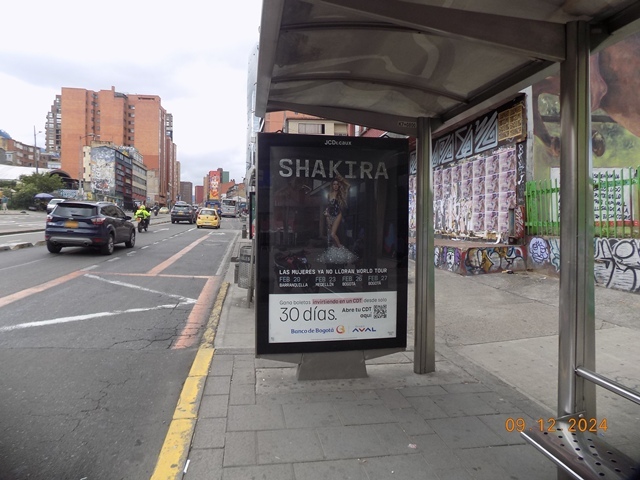 JCDecaux
SHAKIRA
LAS MUJERES YA NO LLORAN WORLD TOUR
FEB 20 FEB 23 FEB 26 FEB 27
BARRANQUILLA MEDELLÍN BOGOTÁ BOGOTÁ
Gana boletas invirtiendo en un CDT desde solo
30 días.
Abre tu CDT
aquí
Banco de Bogotá
AVAL
09 12 2024